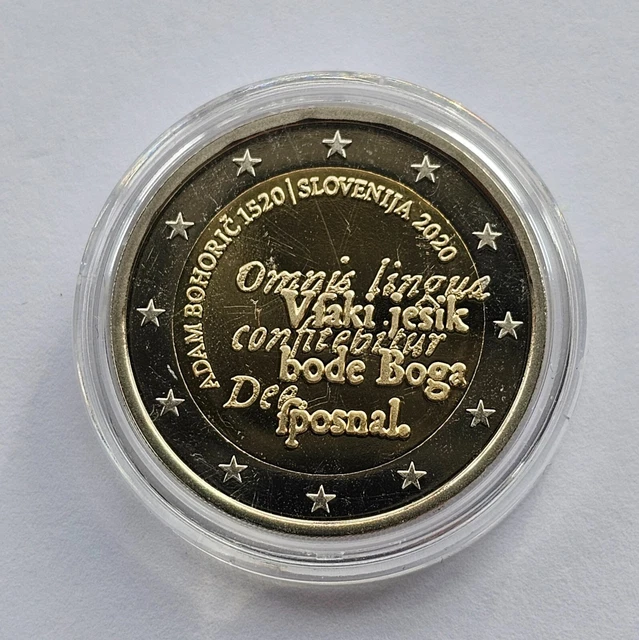 ADAM BOHORIČ 1520 | SLOVENIJA 2020
Omnis lingua
Vſaki jeſik
confitebitur
bode Boga
Deo
ſposnal.